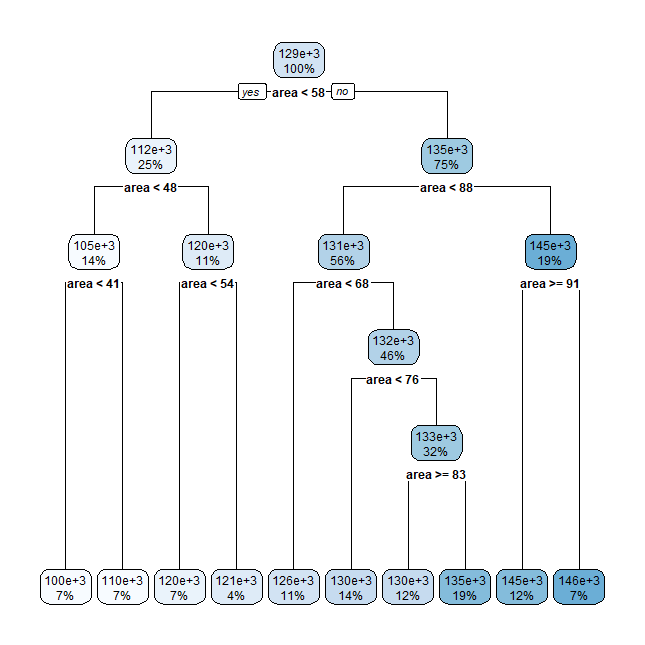 129e+3
100%
yes area < 58 no
112e+3
25%
135e+3
75%
area < 48
area < 88
105e+3
14%
120e+3
11%
131e+3
56%
145e+3
19%
area < 41
area < 54
area < 68
area >= 91
132e+3
46%
area < 76
133e+3
32%
area >= 83
100e+3
7%
110e+3
7%
120e+3
7%
121e+3
4%
126e+3
11%
130e+3
14%
130e+3
12%
135e+3
19%
145e+3
12%
146e+3
7%